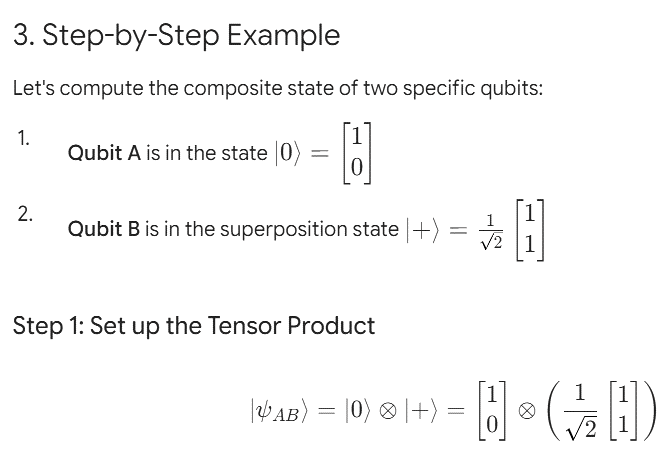 3. Step-by-Step Example
Let's compute the composite state of two specific qubits:
1. Qubit A is in the state |0⟩ = [1 0]
2. Qubit B is in the superposition state |+⟩ = 1/√2 [1 1]
Step 1: Set up the Tensor Product
|ψAB⟩ = |0⟩ ⊗ |+⟩ = [1 0] ⊗ (1/√2 [1 1])